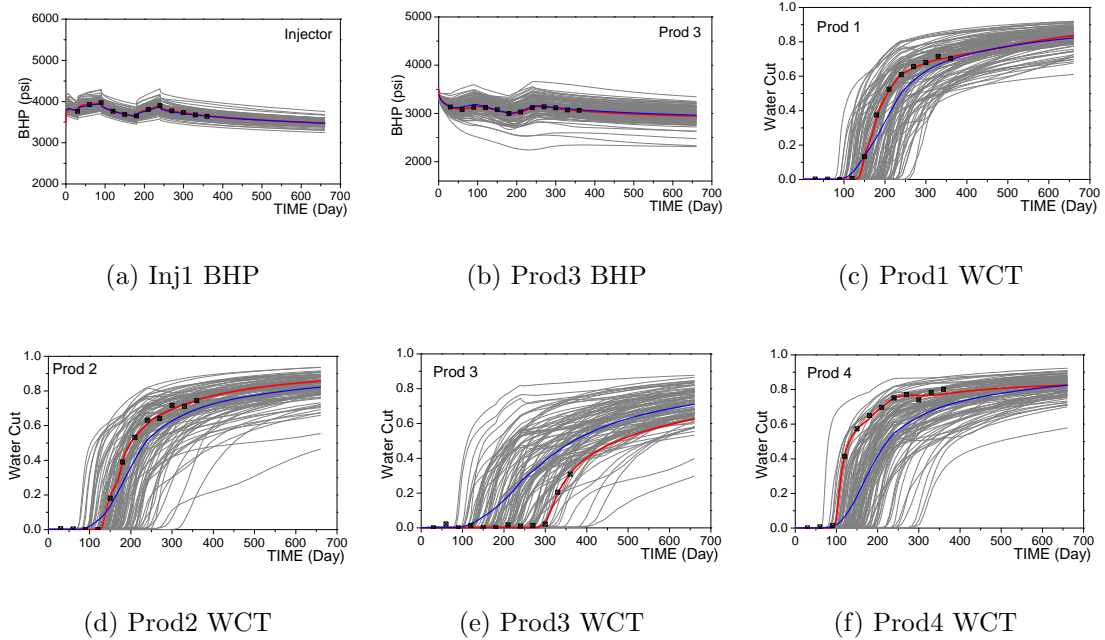 6000
5000
4000
3000
2000
BHP (psi)
Injector
0 100 200 300 400 500 600 700
TIME (Day)
(a) Inj1 BHP
5000
4000
3000
2000
BHP (psi)
Prod 3
0 100 200 300 400 500 600 700
TIME (Day)
(b) Prod3 BHP
1.0
0.8
0.6
0.4
0.2
0.0
Water Cut
Prod 1
0 100 200 300 400 500 600 700
TIME (Day)
(c) Prod1 WCT
1.0
0.8
0.6
0.4
0.2
0.0
Water Cut
Prod 2
0 100 200 300 400 500 600 700
TIME (Day)
(d) Prod2 WCT
1.0
0.8
0.6
0.4
0.2
0.0
Water Cut
Prod 3
0 100 200 300 400 500 600 700
TIME (Day)
(e) Prod3 WCT
1.0
0.8
0.6
0.4
0.2
0.0
Water Cut
Prod 4
0 100 200 300 400 500 600 700
TIME (Day)
(f) Prod4 WCT